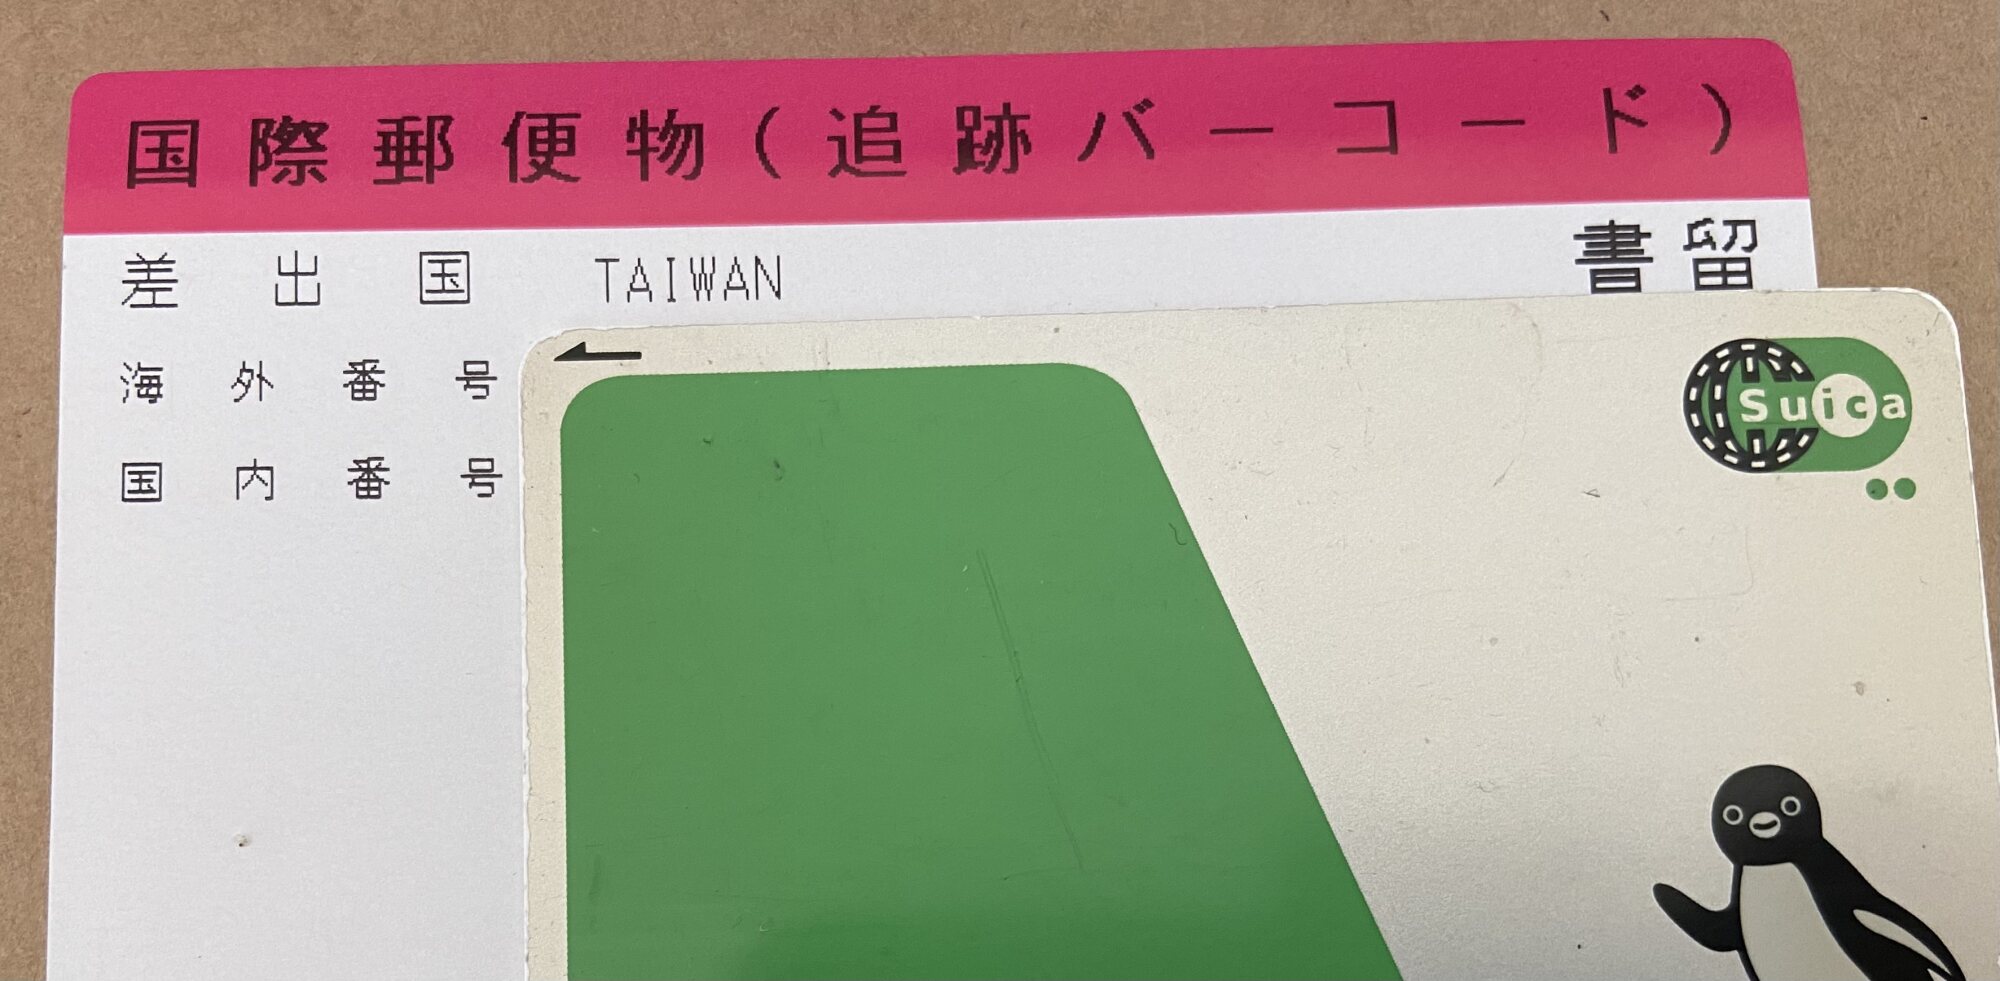 国際郵便物(追跡バーコード)
差出国 TAIWAN 書留
海外番号
国内番号
Suica